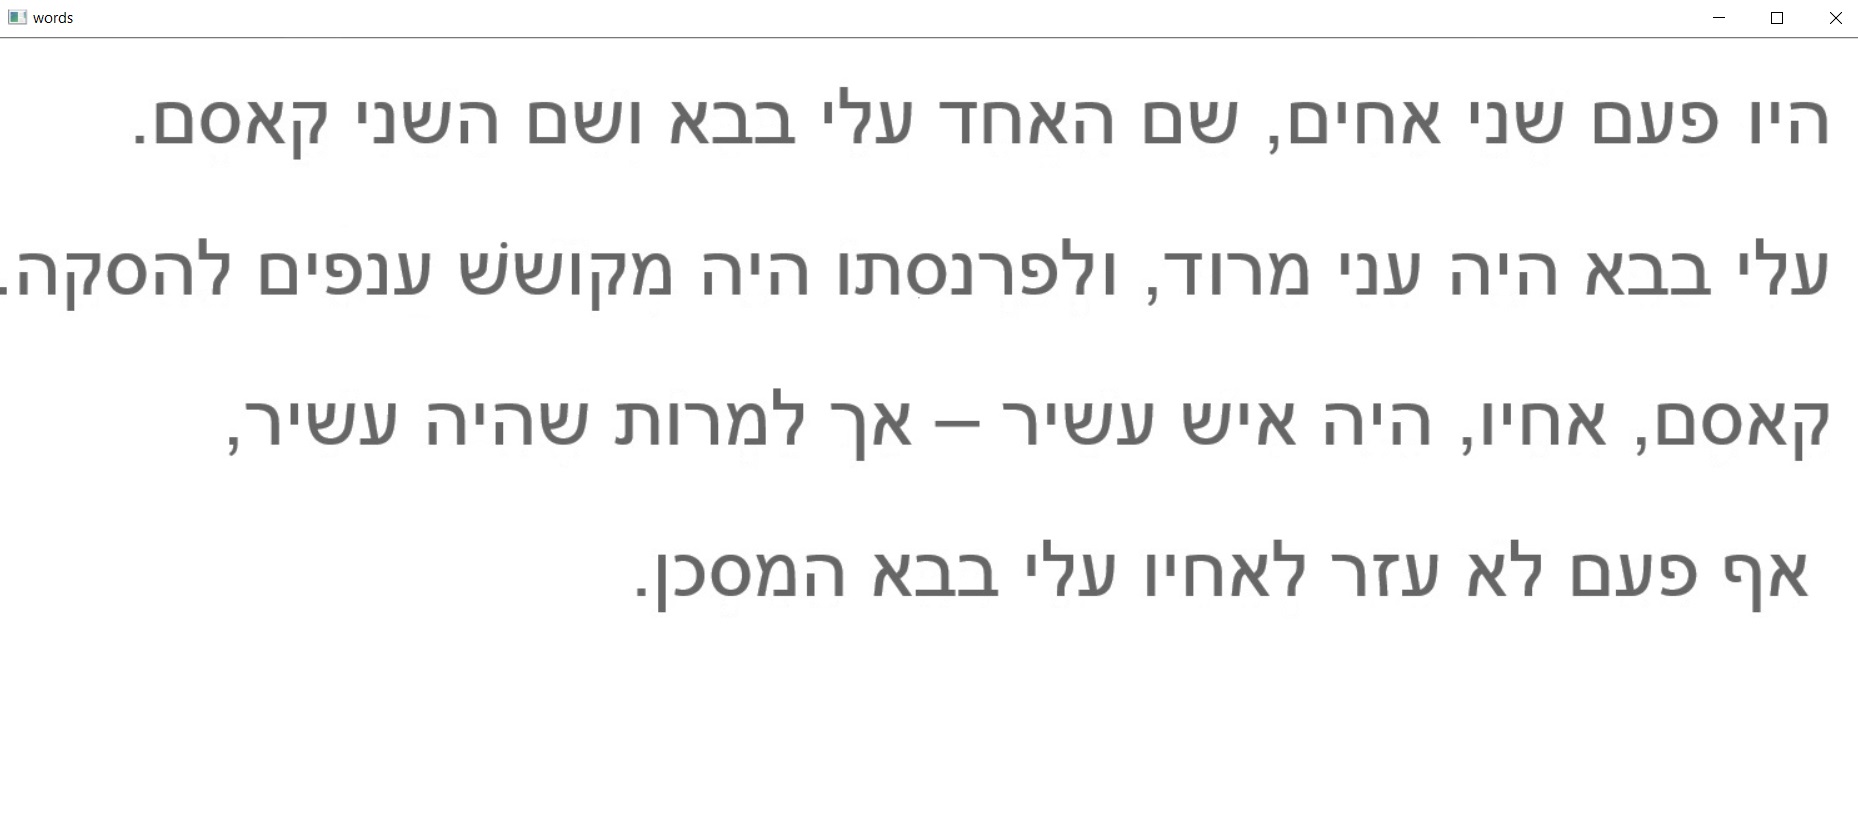 words
היו פעם שני אחים, שם האחד עלי בבא ושם השני קאסם.
עלי בבא היה עני מרוד, ולפרנסתו היה מקושׁשׁ ענפים להסקה.
קאסם, אחיו, היה איש עשיר – אך למרות שהיה עשיר,
אף פעם לא עזר לאחיו עלי בבא המסכן.